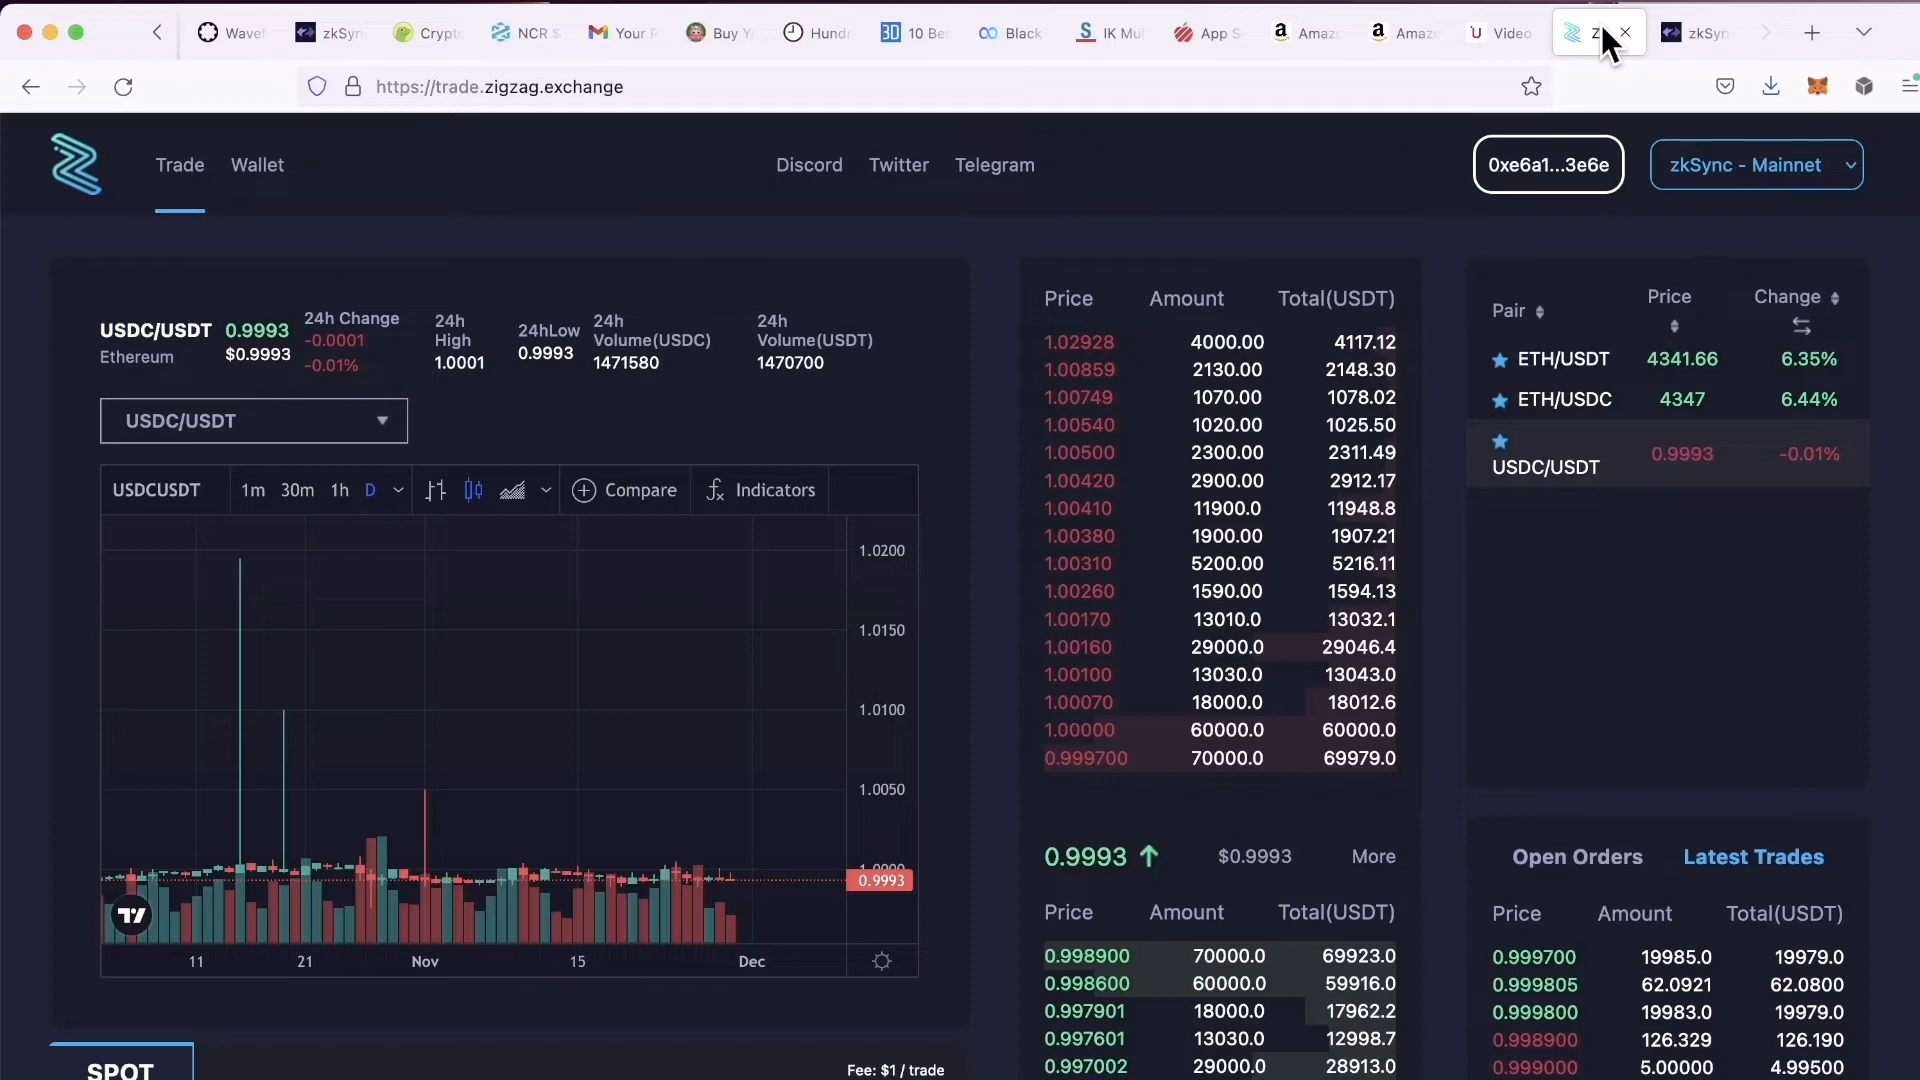 Wavef
zkSyn
Crypto
NCR S
Your R
Buy Y
Hundr
3D 10 Bes
Black
IK Mul
App S
Amazo
Amazo
Video
zkSyn
https://trade.zigzag.exchange
Trade Wallet
Discord Twitter Telegram
0xe6a1...3e6e
zkSync - Mainnet
USDC/USDT 0.9993
Ethereum $0.9993
24h Change
-0.0001
-0.01%
24h
High
1.0001
24hLow
0.9993
24h
Volume(USDC)
1471580
24h
Volume(USDT)
1470700
USDC/USDT
USDCUSDT 1m 30m 1h D Compare Indicators
1.0200
1.0150
1.0100
1.0050
1.0000
0.9993
11 21 Nov 15 Dec
SPOT
Fee: $1 / trade
Price Amount Total(USDT)
1.02928 4000.00 4117.12
1.00859 2130.00 2148.30
1.00749 1070.00 1078.02
1.00540 1020.00 1025.50
1.00500 2300.00 2311.49
1.00420 2900.00 2912.17
1.00410 11900.0 11948.8
1.00380 1900.00 1907.21
1.00310 5200.00 5216.11
1.00260 1590.00 1594.13
1.00170 13010.0 13032.1
1.00160 29000.0 29046.4
1.00100 13030.0 13043.0
1.00070 18000.0 18012.6
1.00000 60000.0 60000.0
0.999700 70000.0 69979.0
0.9993 $0.9993 More
Price Amount Total(USDT)
0.998900 70000.0 69923.0
0.998600 60000.0 59916.0
0.997901 18000.0 17962.2
0.997601 13030.0 12998.7
0.997002 29000.0 28913.0
Pair Price Change
ETH/USDT 4341.66 6.35%
ETH/USDC 4347 6.44%
USDC/USDT 0.9993 -0.01%
Open Orders Latest Trades
Price Amount Total(USDT)
0.999700 19985.0 19979.0
0.999805 62.0921 62.0800
0.999800 19983.0 19979.0
0.998900 126.329 126.190
0.999000 5.00000 4.99500